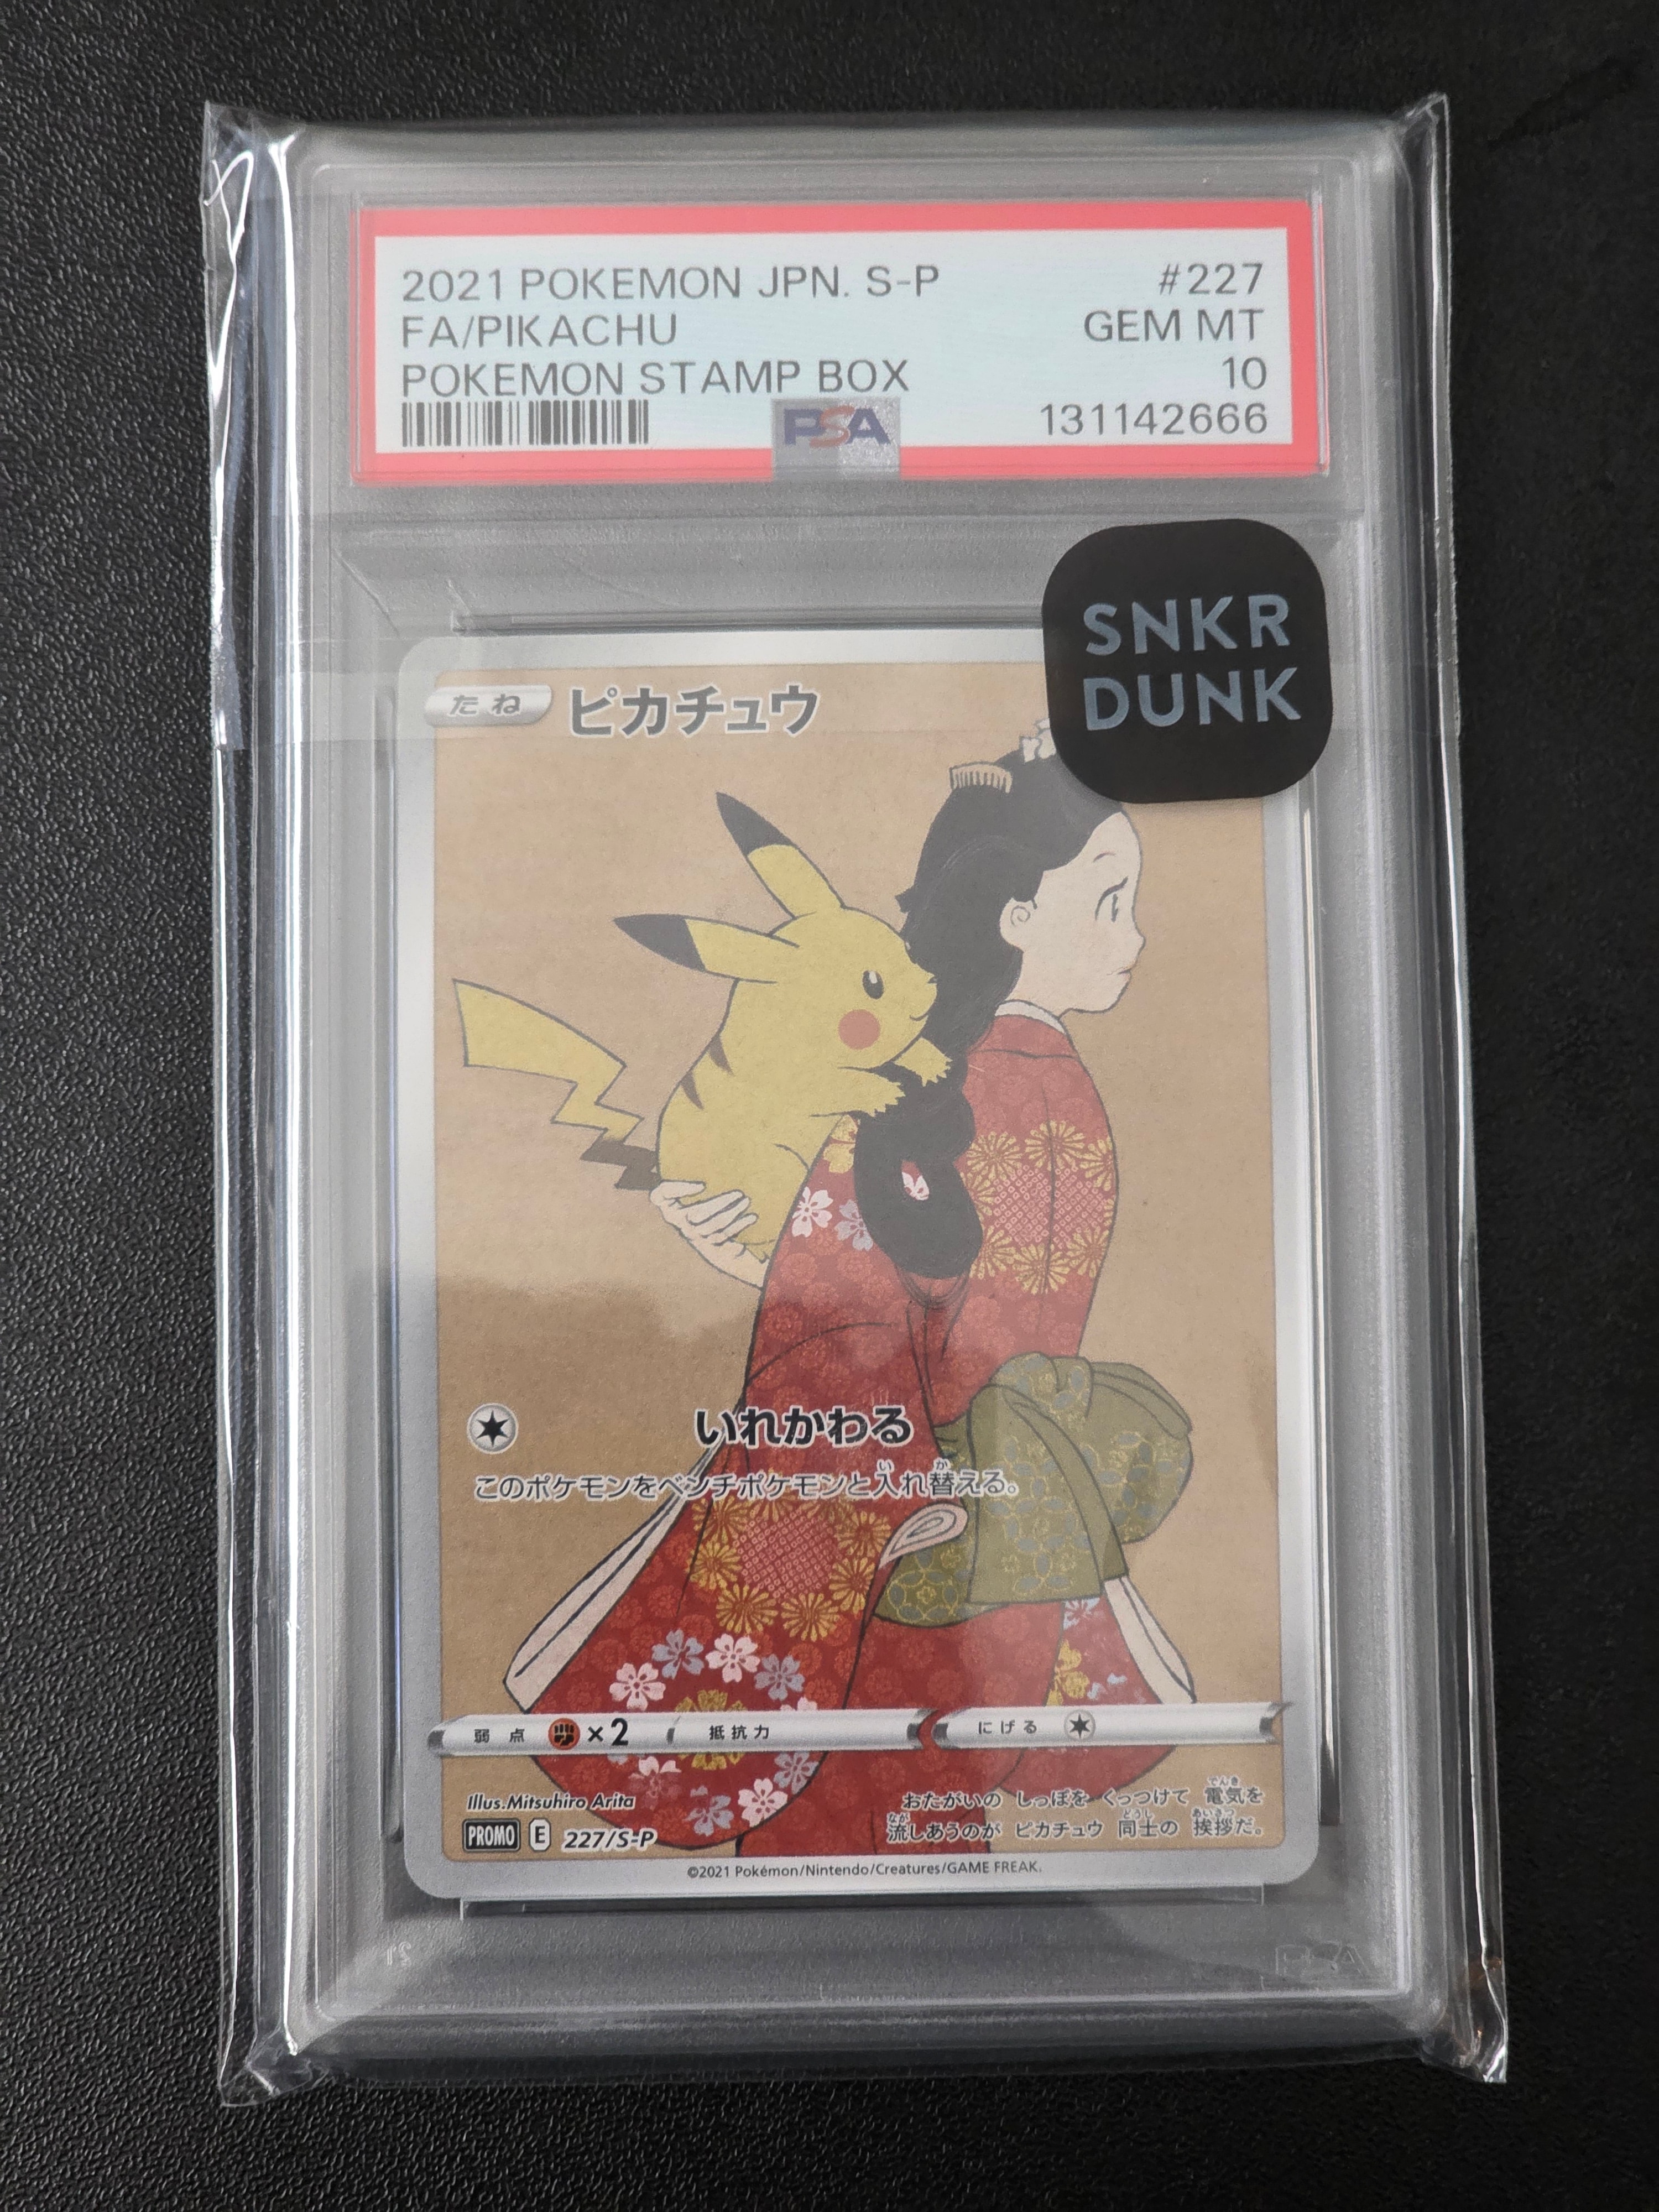 2021 POKEMON JPN. S-P #227
FA/PIKACHU GEM MT
POKEMON STAMP BOX 10
PSA 131142666
SNKR
DUNK
たね ピカチュウ
いれかわる
このポケモンをベンチポケモンと入れ替える。
弱点 ×2 抵抗力 にげる
Illus.Mitsuhiro Arita
おたがいの しっぽを くっつけて 電気を
流しあうのが ピカチュウ 同士の 挨拶だ。
PROMO E 227/S-P
©2021 Pokémon/Nintendo/Creatures/GAME FREAK.
PSA